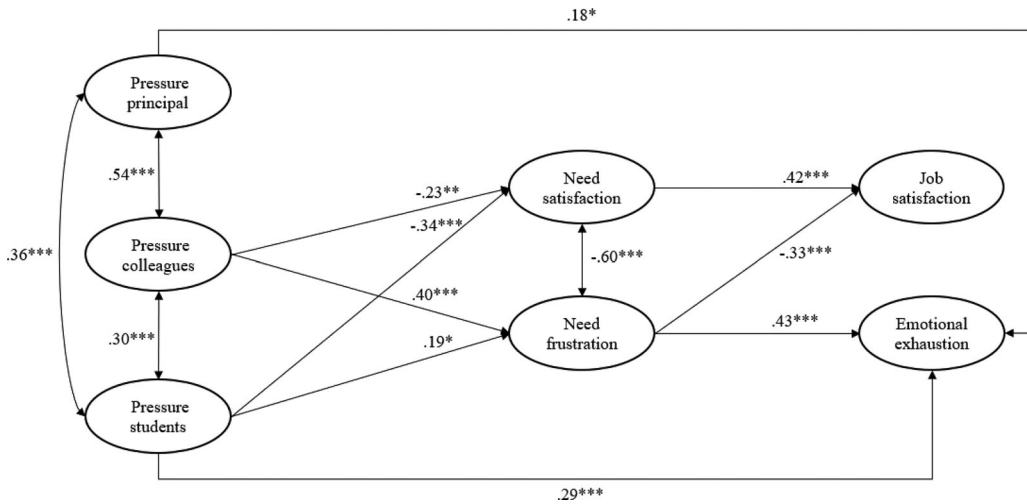 .18*
Pressure
principal
.54***
-.23**
Need
satisfaction
.42***
Job
satisfaction
-.34***
.36***
Pressure
colleagues
-.60***
-.33***
.40***
.30***
.19*
Need
frustration
.43***
Emotional
exhaustion
Pressure
students
.29***